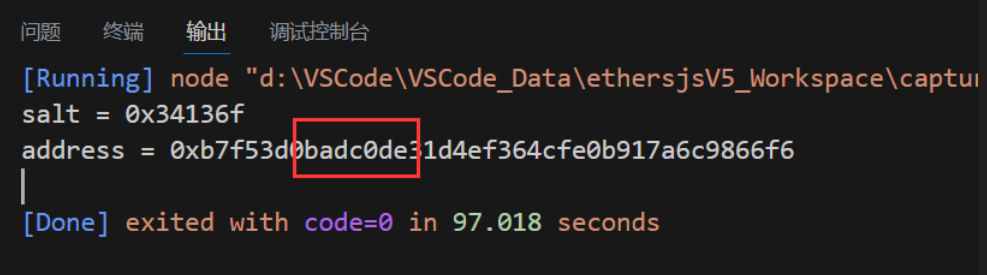 问题 终端 输出 调试控制台
[Running] node "d:\VSCode\VSCode_Data\ethersjsV5_Workspace\captur
salt = 0x34136f
address = 0xb7f53d0badc0de31d4ef364cfe0b917a6c9866f6
[Done] exited with code=0 in 97.018 seconds